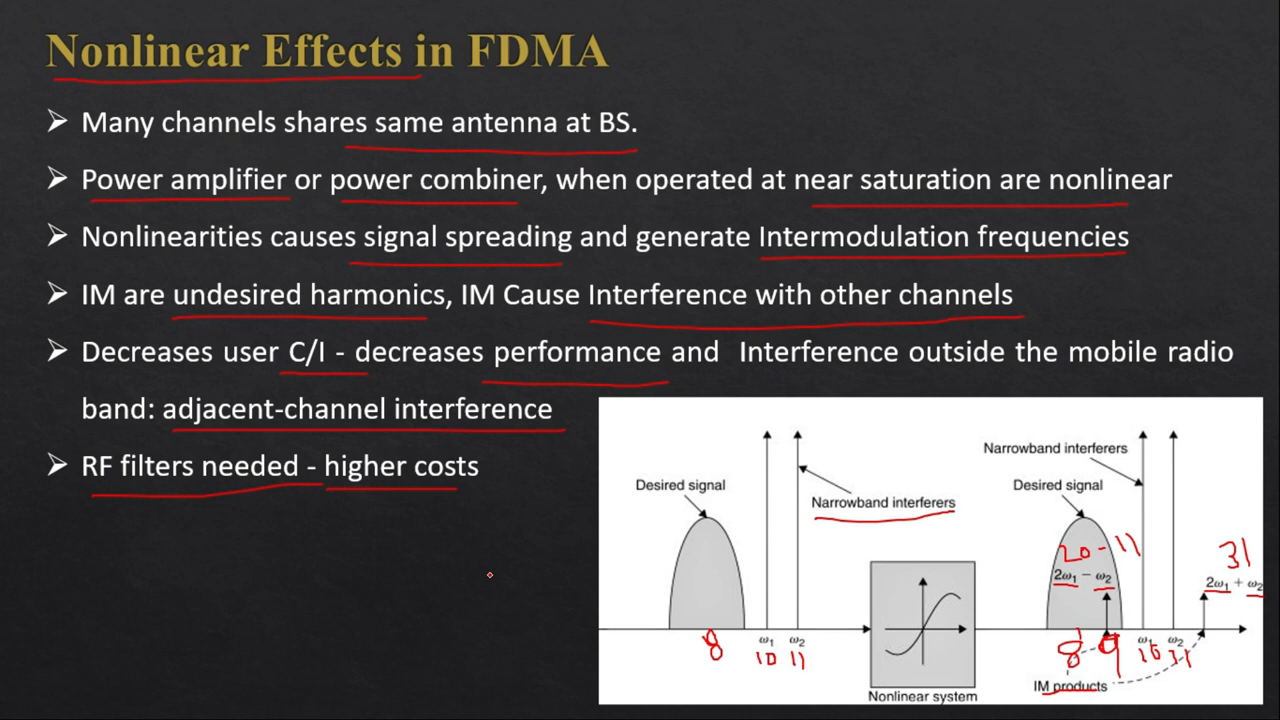 Nonlinear Effects in FDMA
➢ Many channels shares same antenna at BS.
➢ Power amplifier or power combiner, when operated at near saturation are nonlinear
➢ Nonlinearities causes signal spreading and generate Intermodulation frequencies
➢ IM are undesired harmonics, IM Cause Interference with other channels
➢ Decreases user C/I - decreases performance and Interference outside the mobile radio
band: adjacent-channel interference
➢ RF filters needed - higher costs
Narrowband interferers
Desired signal
Narrowband interferers
Desired signal
20-11
31
2ω₁ − ω₂
2ω₁ + ω₂
ω₁ ω₂
8 10 11
ω₁ ω₂
8 9 10
IM products
Nonlinear system